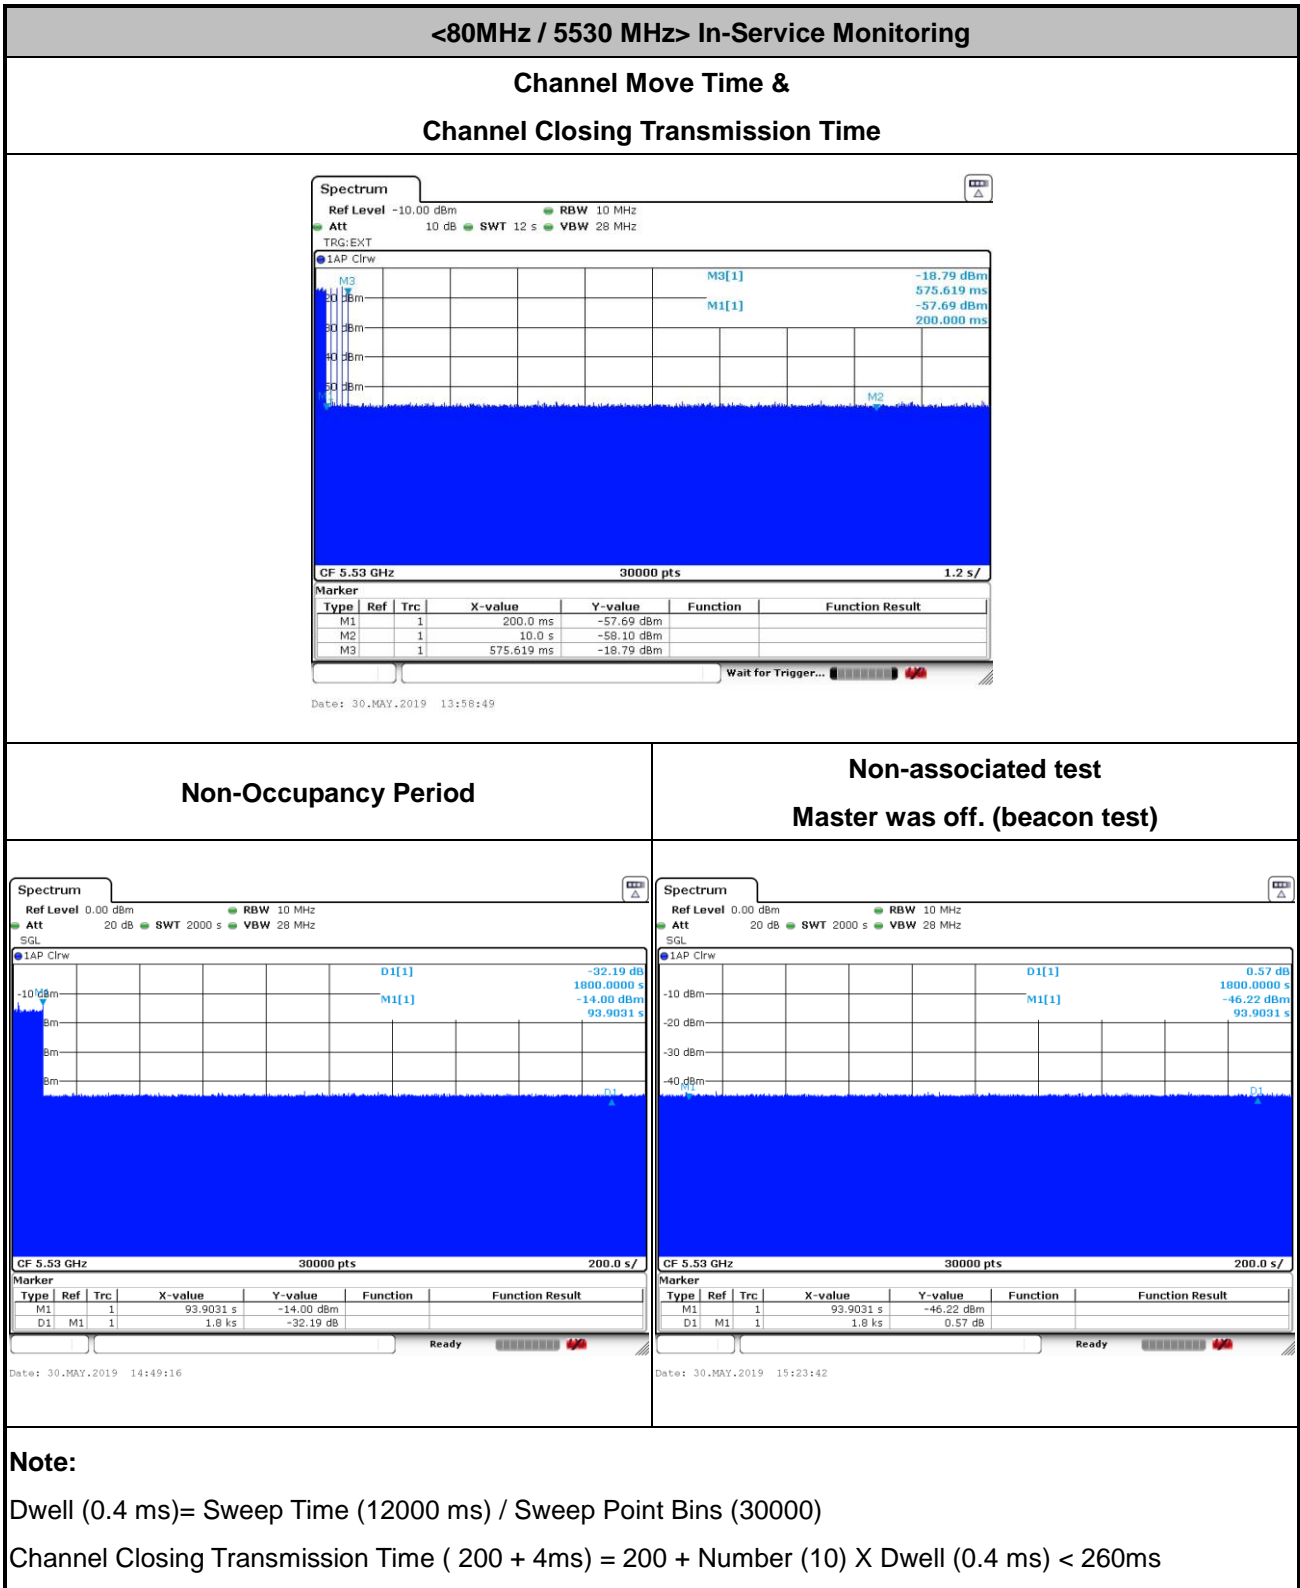 <80MHz / 5530 MHz> In-Service Monitoring
Channel Move Time &
Channel Closing Transmission Time
Spectrum
Ref Level -10.00 dBm RBW 10 MHz
Att 10 dB SWT 12 s VBW 28 MHz
TRG:EXT
1AP Clrw
M3[1] -18.79 dBm
575.619 ms
M1[1] -57.69 dBm
200.000 ms
M3
M2
CF 5.53 GHz 30000 pts 1.2 s/
Marker
Type Ref Trc X-value Y-value Function Function Result
M1 1 200.0 ms -57.69 dBm
M2 1 10.0 s -58.10 dBm
M3 1 575.619 ms -18.79 dBm
Wait for Trigger...
Date: 30.MAY.2019 13:58:49
Non-Occupancy Period
Non-associated test
Master was off. (beacon test)
Spectrum
Ref Level 0.00 dBm RBW 10 MHz
Att 20 dB SWT 2000 s VBW 28 MHz
SGL
1AP Clrw
D1[1] -32.19 dB
1800.0000 s
M1[1] -14.00 dBm
93.9031 s
D1
CF 5.53 GHz 30000 pts 200.0 s/
Marker
Type Ref Trc X-value Y-value Function Function Result
M1 1 93.9031 s -14.00 dBm
D1 M1 1 1.8 ks -32.19 dB
Ready
Date: 30.MAY.2019 14:49:16
Spectrum
Ref Level 0.00 dBm RBW 10 MHz
Att 20 dB SWT 2000 s VBW 28 MHz
SGL
1AP Clrw
D1[1] 0.57 dB
1800.0000 s
M1[1] -46.22 dBm
93.9031 s
-10 dBm
-20 dBm
-30 dBm
-40 dBm
M1
D1
CF 5.53 GHz 30000 pts 200.0 s/
Marker
Type Ref Trc X-value Y-value Function Function Result
M1 1 93.9031 s -46.22 dBm
D1 M1 1 1.8 ks 0.57 dB
Ready
Date: 30.MAY.2019 15:23:42
Note:
Dwell (0.4 ms)= Sweep Time (12000 ms) / Sweep Point Bins (30000)
Channel Closing Transmission Time ( 200 + 4ms) = 200 + Number (10) X Dwell (0.4 ms) < 260ms